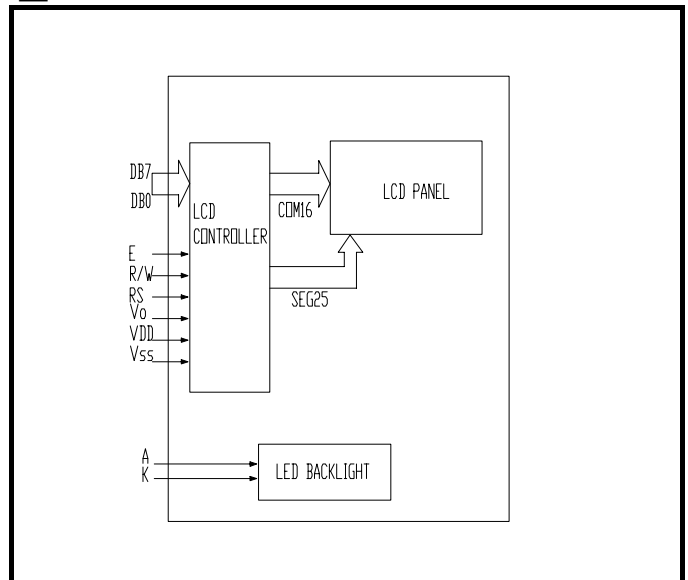 DB7
DB0
LCD
CONTROLLER
COM16
LCD PANEL
E
R/W
RS
Vo
VDD
Vss
SEG25
A
K
LED BACKLIGHT